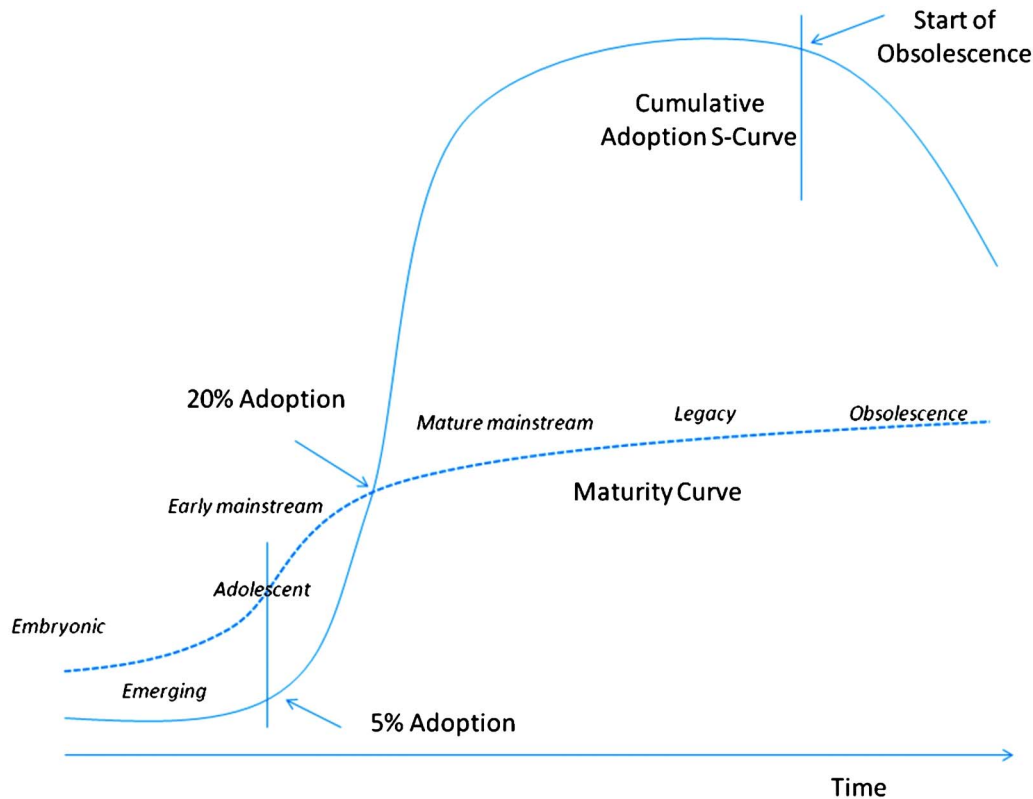 Start of
Obsolescence
Cumulative
Adoption S-Curve
20% Adoption
Mature mainstream
Legacy
Obsolescence
Maturity Curve
Early mainstream
Adolescent
Embryonic
Emerging
5% Adoption
Time